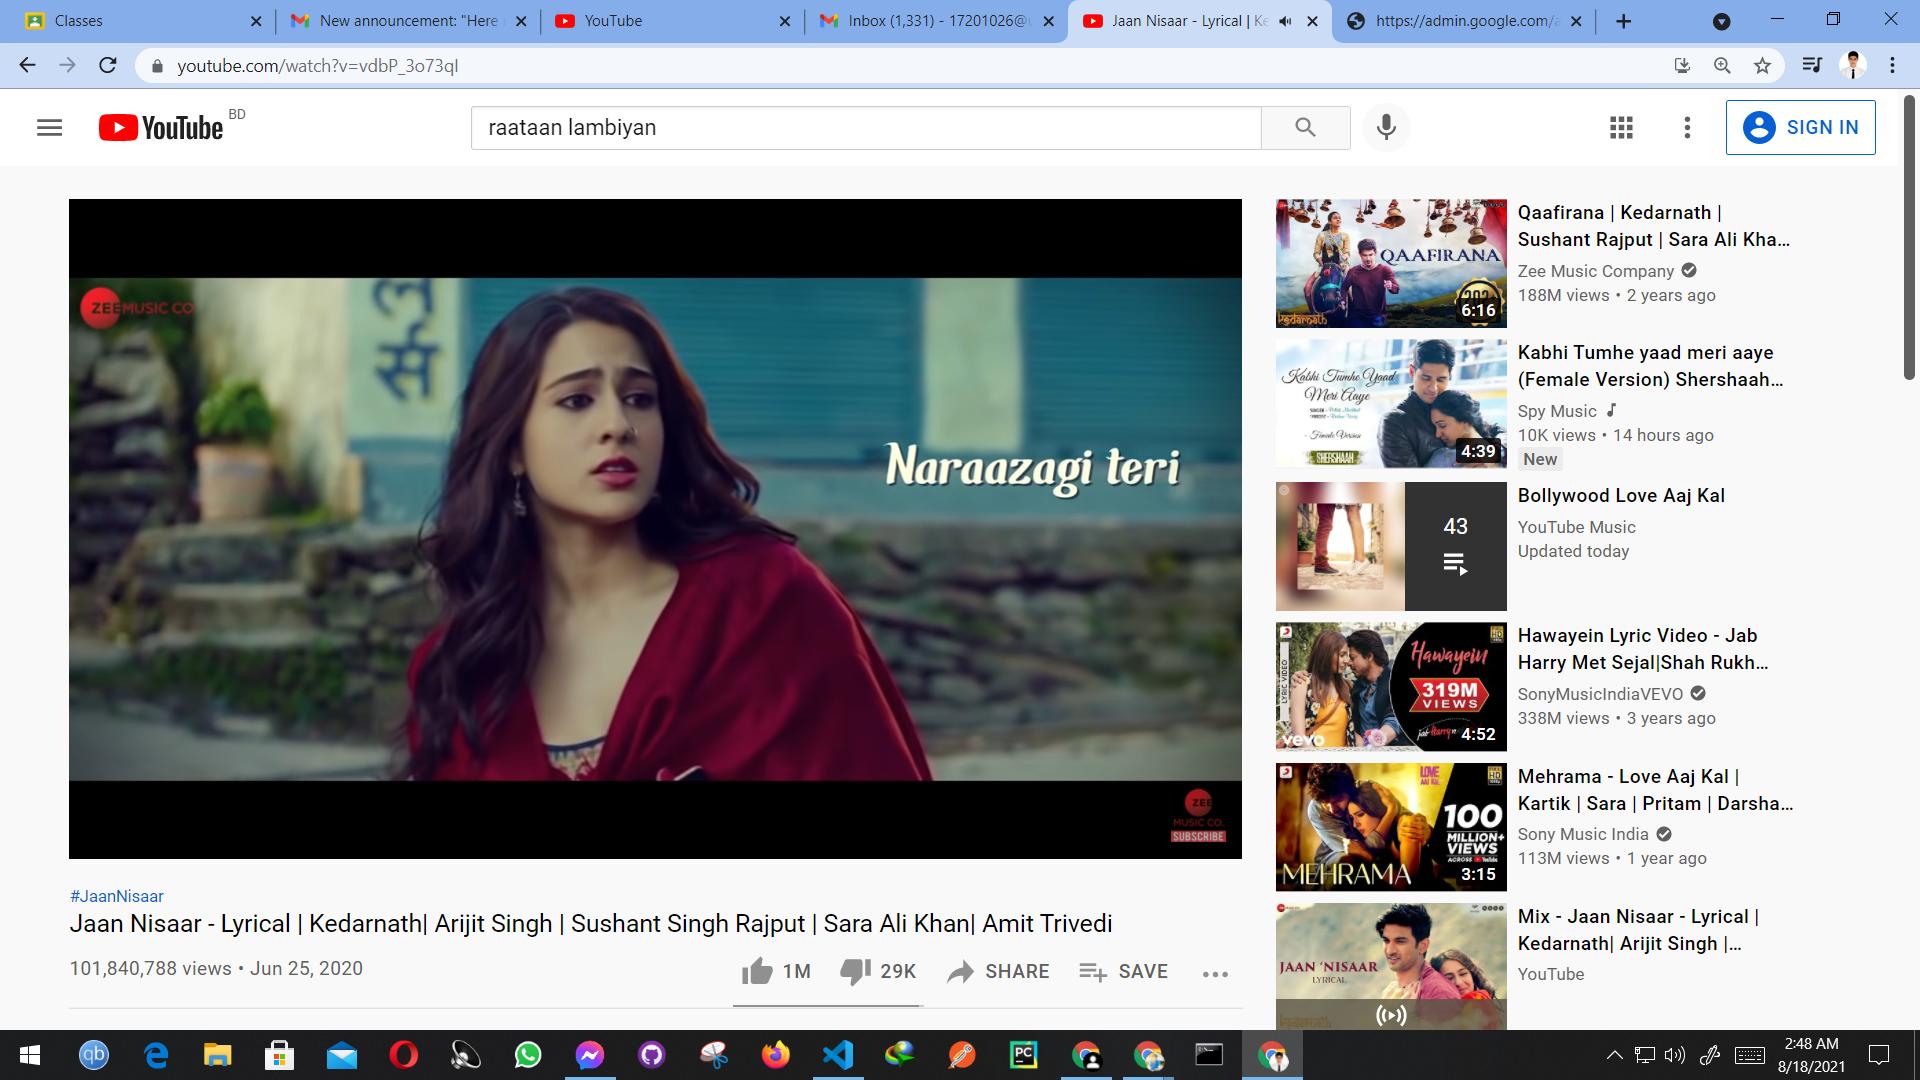 Classes
New announcement: "Here
YouTube
Inbox (1,331) - 17201026@
Jaan Nisaar - Lyrical | Ke
https://admin.google.com/a
youtube.com/watch?v=vdbP_3o73qI
YouTube BD
raataan lambiyan
SIGN IN
ZEE MUSIC CO
Naraazagi teri
ZEE
MUSIC CO.
SUBSCRIBE
#JaanNisaar
Jaan Nisaar - Lyrical | Kedarnath| Arijit Singh | Sushant Singh Rajput | Sara Ali Khan| Amit Trivedi
101,840,788 views • Jun 25, 2020
1M
29K
SHARE
SAVE
QAAFIRANA
kedarnath
6:16
Qaafirana | Kedarnath |
Sushant Rajput | Sara Ali Kha...
Zee Music Company
188M views • 2 years ago
Kabhi Tumhe Yaad
Meri Aaye
- Female Version
SHERSHAAH
4:39
Kabhi Tumhe yaad meri aaye
(Female Version) Shershaah...
Spy Music
10K views • 14 hours ago
New
43
Bollywood Love Aaj Kal
YouTube Music
Updated today
LYRIC VIDEO
HD
Hawayein
319M
VIEWS
vevo
4:52
Hawayein Lyric Video - Jab
Harry Met Sejal|Shah Rukh...
SonyMusicIndiaVEVO
338M views • 3 years ago
LOVE
AAJ KAL
HD
100
MILLION+
VIEWS
ACROSS YouTube
MEHRAMA
3:15
Mehrama - Love Aaj Kal |
Kartik | Sara | Pritam | Darsha...
Sony Music India
113M views • 1 year ago
JAAN 'NISAAR
LYRICAL
kedarnath
Mix - Jaan Nisaar - Lyrical |
Kedarnath| Arijit Singh |...
YouTube
qb
PC
2:48 AM
8/18/2021